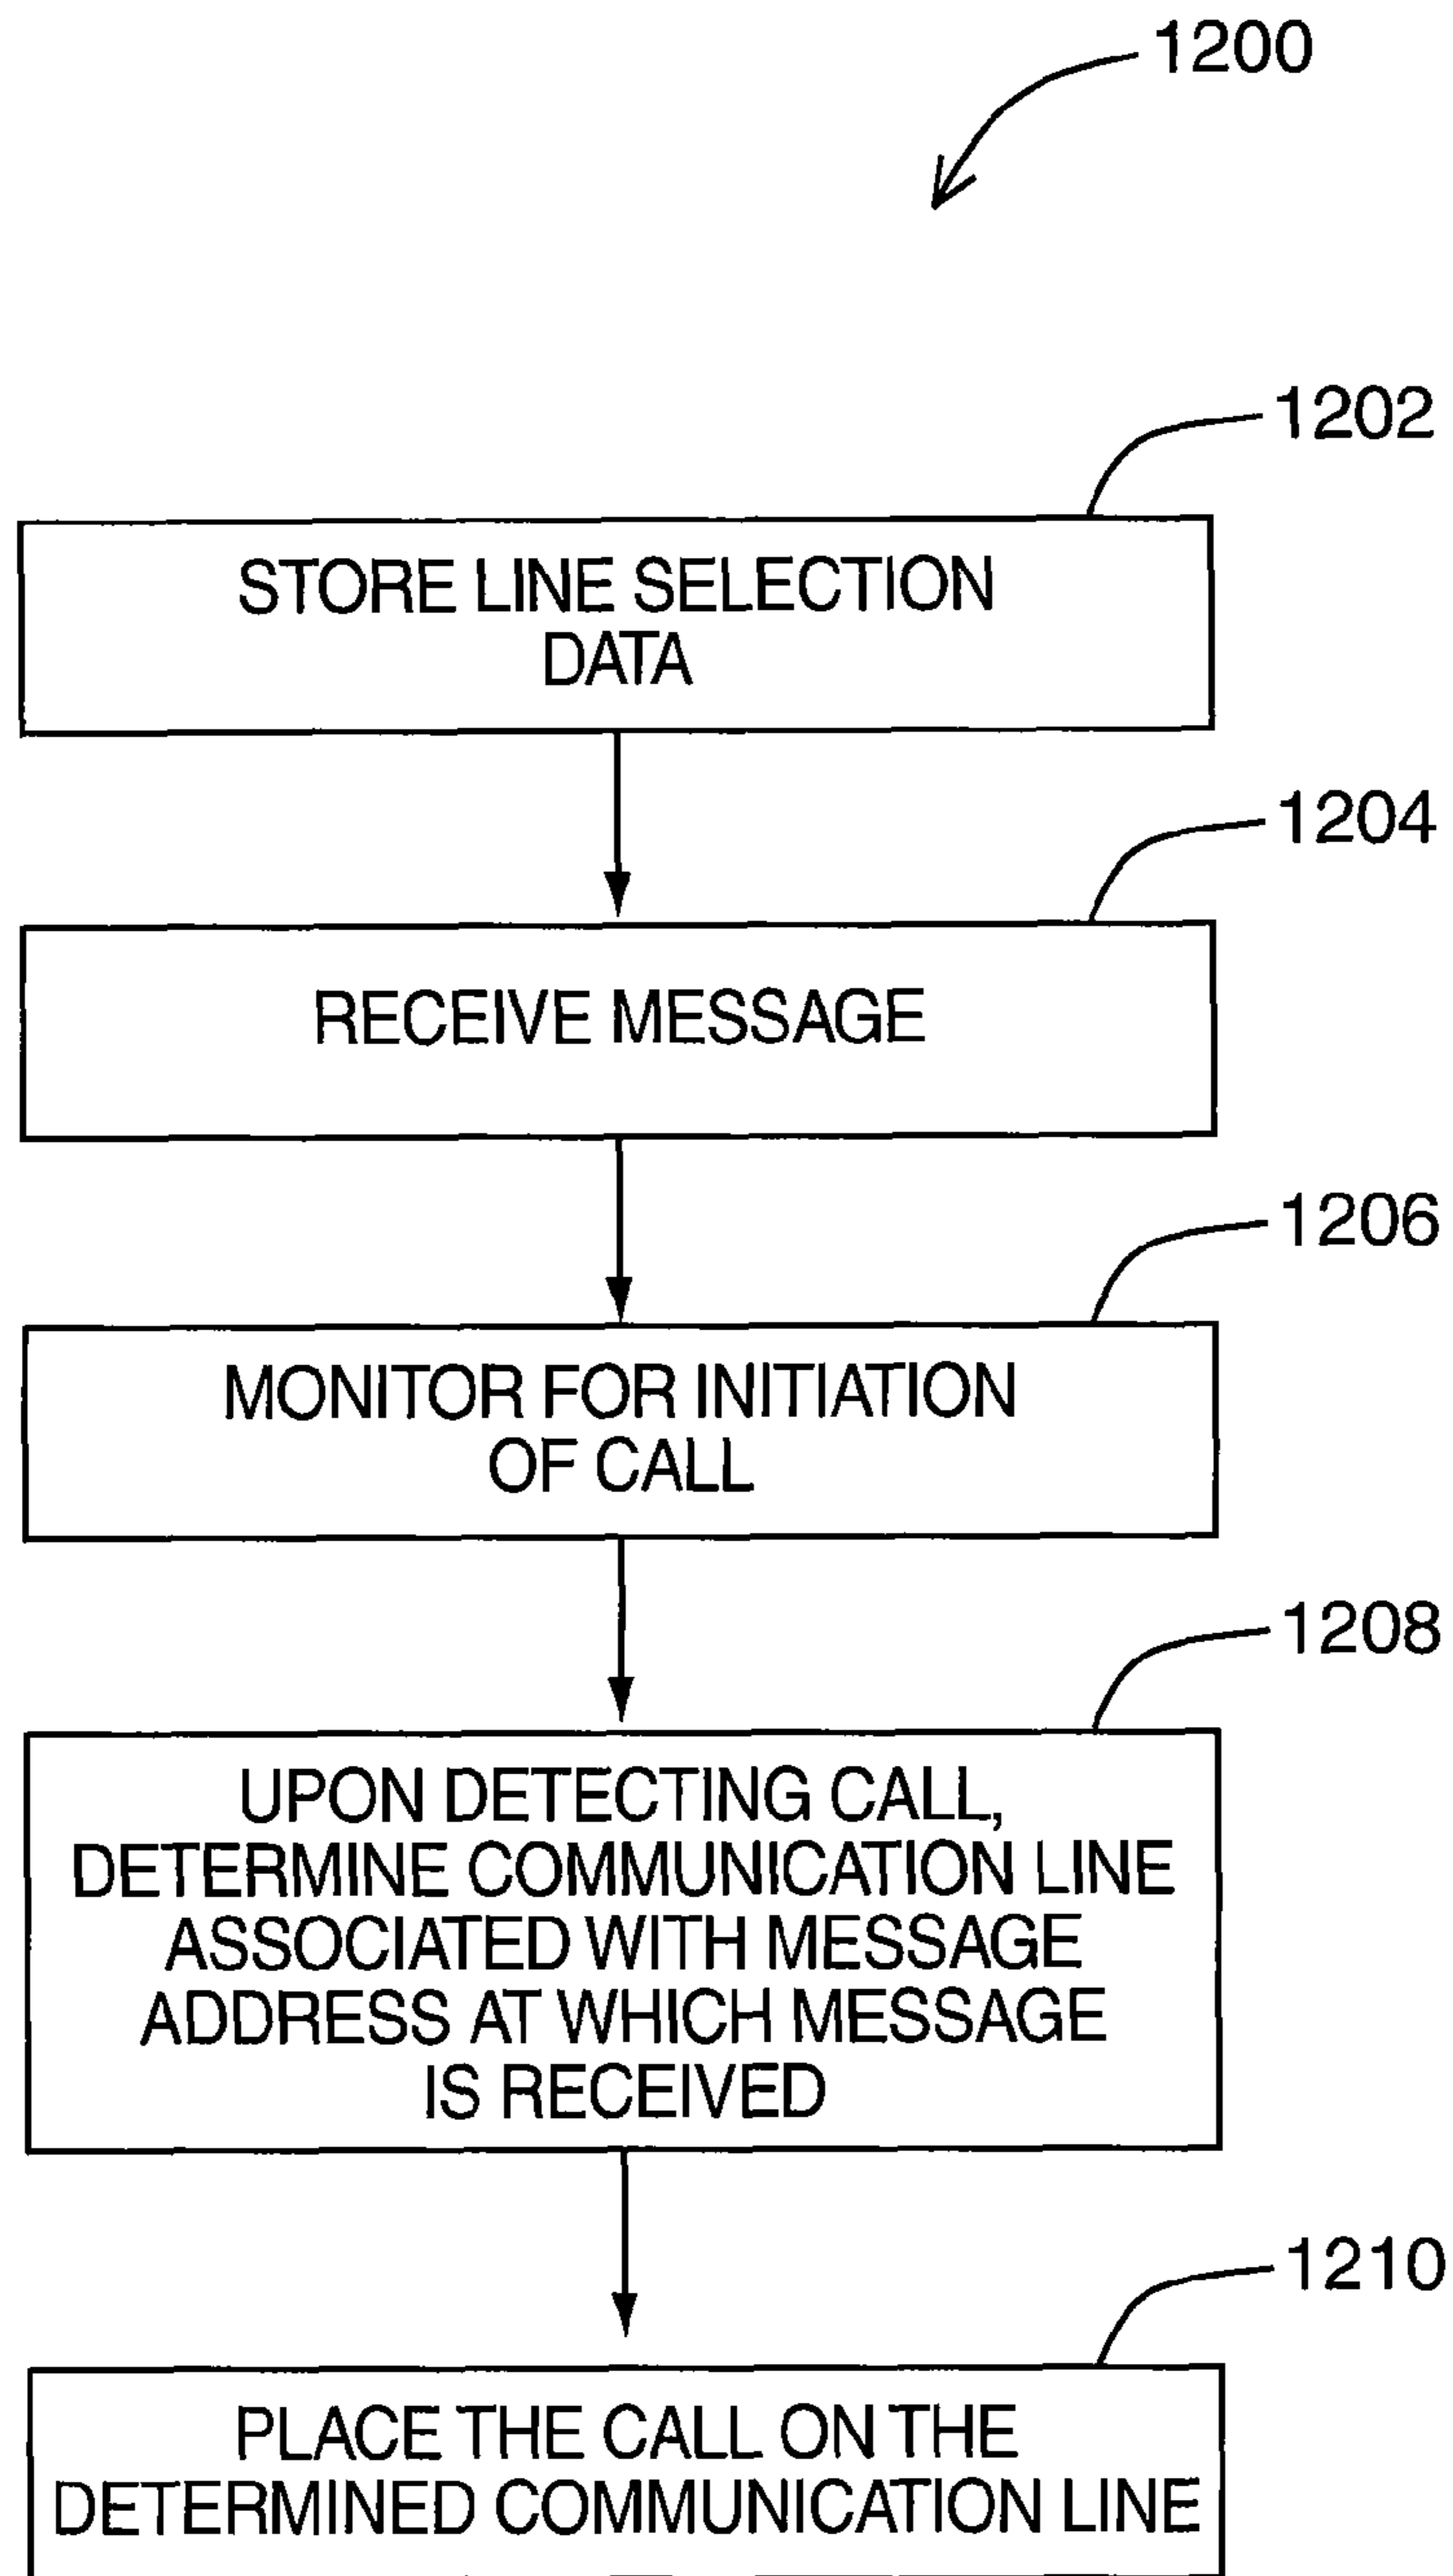 1200
1202
STORE LINE SELECTION
DATA
1204
RECEIVE MESSAGE
1206
MONITOR FOR INITIATION
OF CALL
1208
UPON DETECTING CALL,
DETERMINE COMMUNICATION LINE
ASSOCIATED WITH MESSAGE
ADDRESS AT WHICH MESSAGE
IS RECEIVED
1210
PLACE THE CALL ON THE
DETERMINED COMMUNICATION LINE